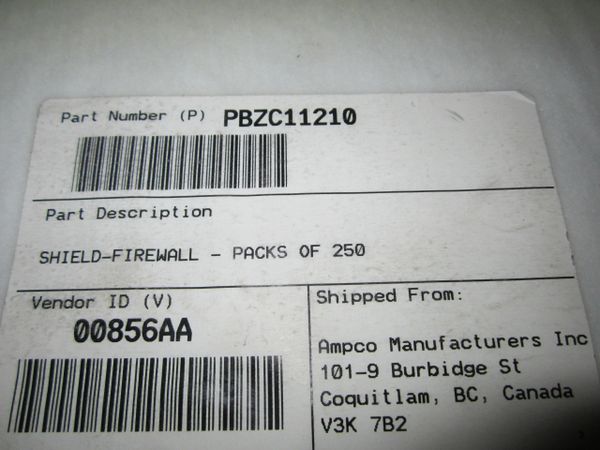 Part Number (P) PBZC11210
Part Description
SHIELD-FIREWALL - PACKS OF 250
Vendor ID (V)
00856AA
Shipped From:
Ampco Manufacturers Inc
101-9 Burbidge St
Coquitlam, BC, Canada
V3K 7B2